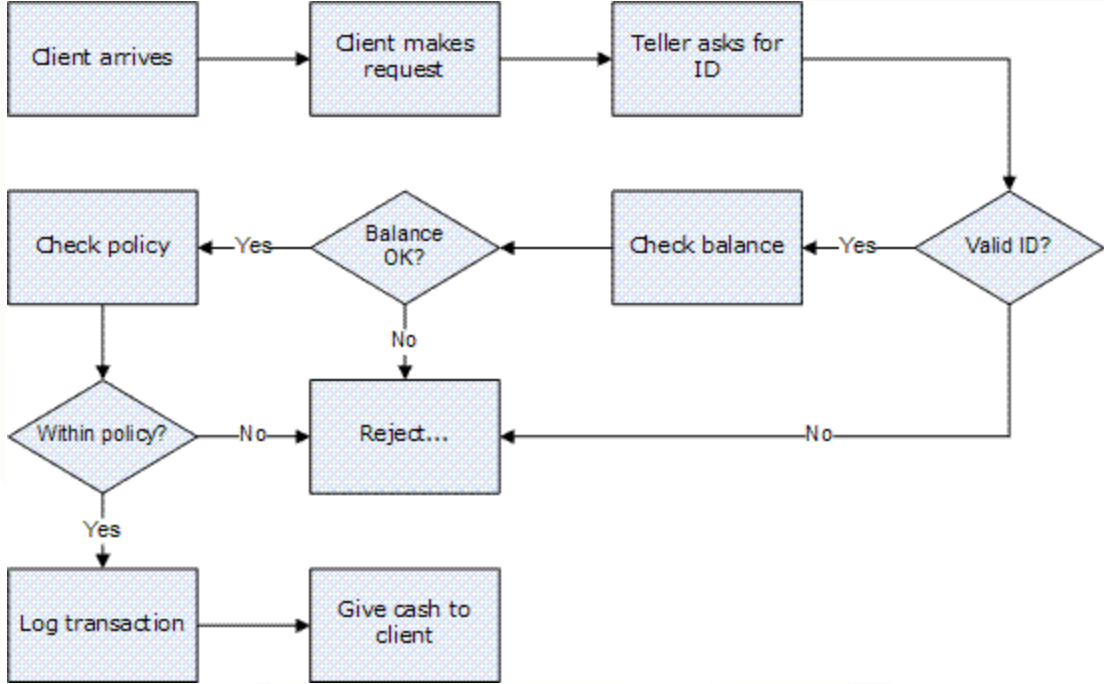 Client arrives
Client makes
request
Teller asks for
ID
Check policy
Yes
Balance
OK?
Check balance
Yes
Valid ID?
No
Within policy?
No
Reject...
No
Yes
Log transaction
Give cash to
client